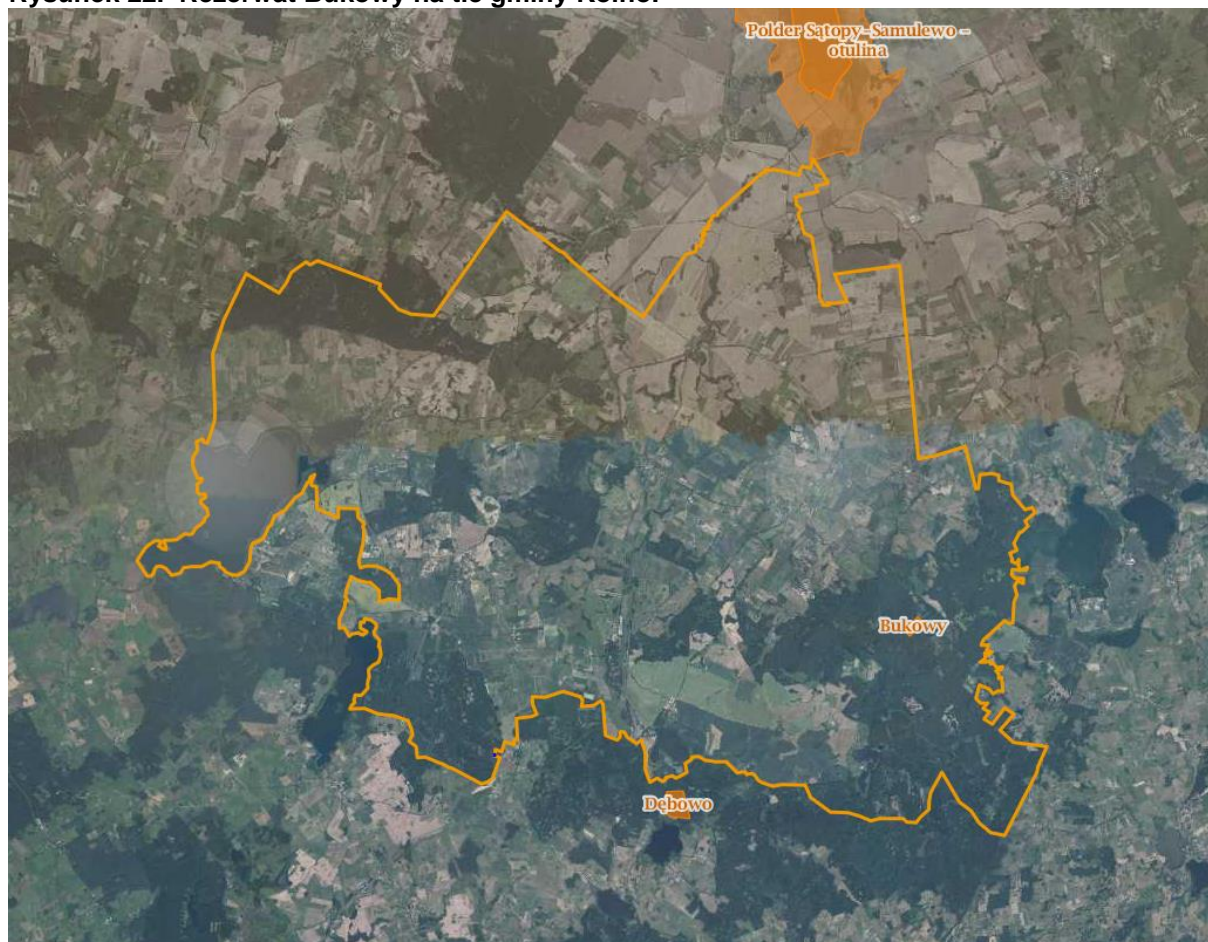 Rysunek 22. Rezerwat Bukowy na tle gminy Kolno.
Polder Sątopy-Samulewo –
otulina
Bukowy
Dębowo